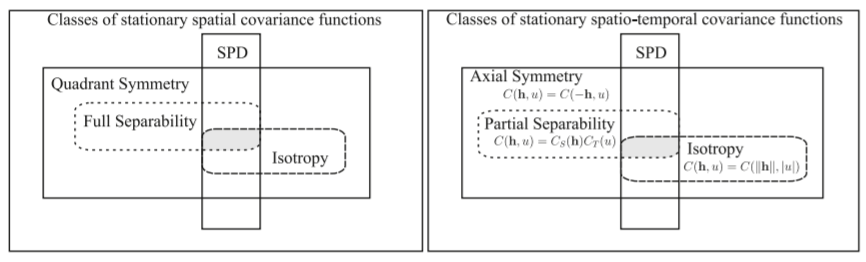 Classes of stationary spatial covariance functions
SPD
Quadrant Symmetry
Full Separability
Isotropy
Classes of stationary spatio-temporal covariance functions
SPD
Axial Symmetry
C(𝐡, u) = C(−𝐡, u)
Partial Separability
C(𝐡, u) = C_S(𝐡)C_T(u)
Isotropy
C(𝐡, u) = C(‖𝐡‖, |u|)